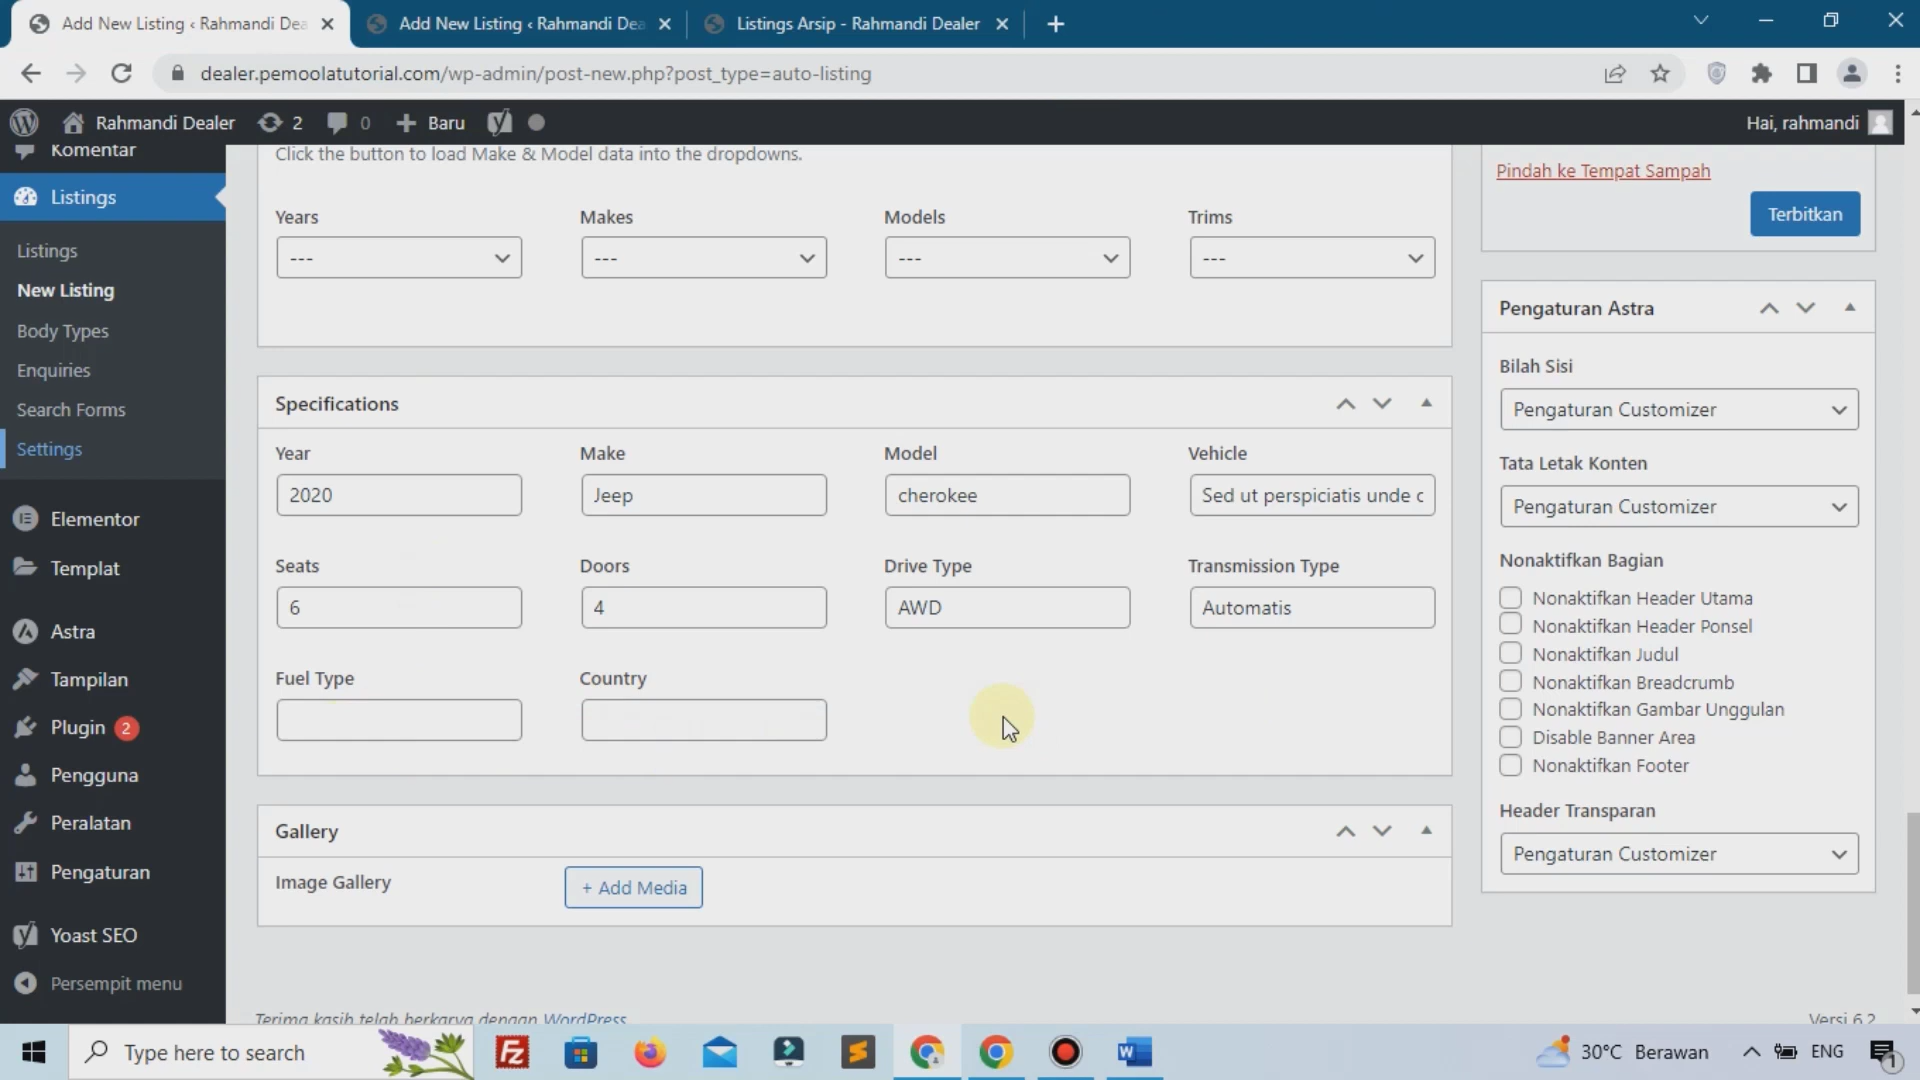 Add New Listing ‹ Rahmandi Dea
Add New Listing ‹ Rahmandi Dea
Listings Arsip - Rahmandi Dealer
dealer.pemoolatutorial.com/wp-admin/post-new.php?post_type=auto-listing
Rahmandi Dealer 2 0 + Baru
Hai, rahmandi
Komentar
Listings
Listings
New Listing
Body Types
Enquiries
Search Forms
Settings
Elementor
Templat
Astra
Tampilan
Plugin 2
Pengguna
Peralatan
Pengaturan
Yoast SEO
Persempit menu
Click the button to load Make & Model data into the dropdowns.
Years Makes Models Trims
--- --- --- ---
Specifications
Year Make Model Vehicle
2020 Jeep cherokee Sed ut perspiciatis unde c
Seats Doors Drive Type Transmission Type
6 4 AWD Automatis
Fuel Type Country
Gallery
Image Gallery + Add Media
Terima kasih telah berkarya dengan WordPress
Versi 6.2
Pindah ke Tempat Sampah
Terbitkan
Pengaturan Astra
Bilah Sisi
Pengaturan Customizer
Tata Letak Konten
Pengaturan Customizer
Nonaktifkan Bagian
Nonaktifkan Header Utama
Nonaktifkan Header Ponsel
Nonaktifkan Judul
Nonaktifkan Breadcrumb
Nonaktifkan Gambar Unggulan
Disable Banner Area
Nonaktifkan Footer
Header Transparan
Pengaturan Customizer
Type here to search
30°C Berawan
ENG
1